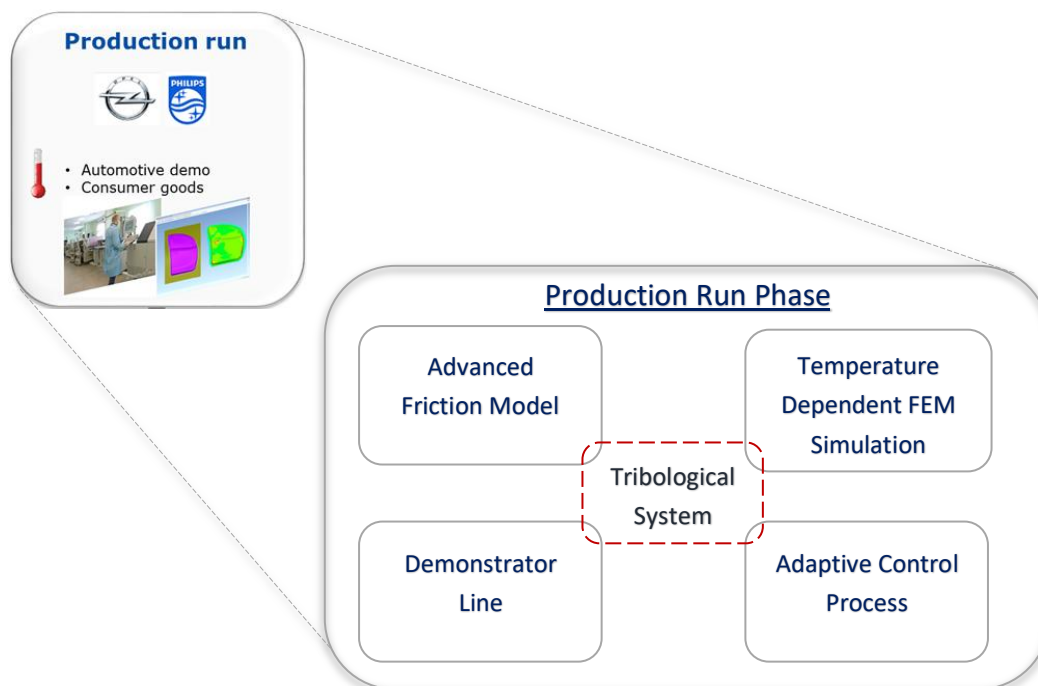 Production run
OPEL
PHILIPS
• Automotive demo
• Consumer goods
Production Run Phase
Advanced
Friction Model
Temperature
Dependent FEM
Simulation
Tribological
System
Demonstrator
Line
Adaptive Control
Process